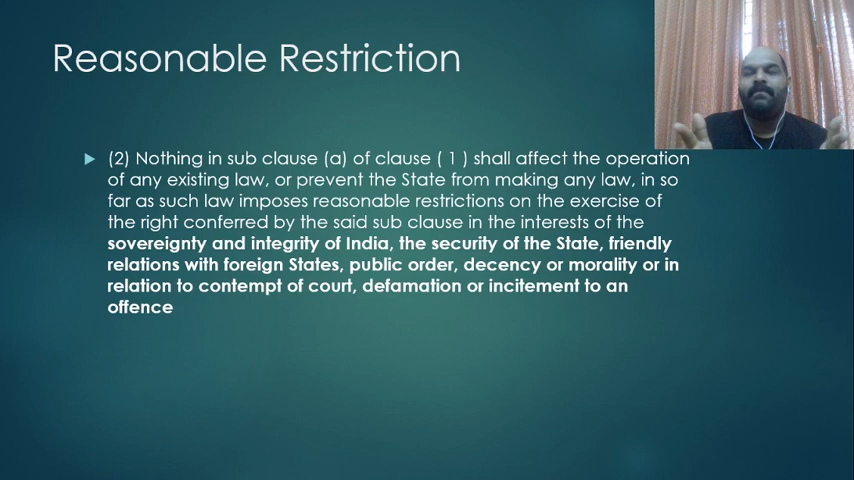 Reasonable Restriction
(2) Nothing in sub clause (a) of clause ( 1 ) shall affect the operation
of any existing law, or prevent the State from making any law, in so
far as such law imposes reasonable restrictions on the exercise of
the right conferred by the said sub clause in the interests of the
sovereignty and integrity of India, the security of the State, friendly
relations with foreign States, public order, decency or morality or in
relation to contempt of court, defamation or incitement to an
offence